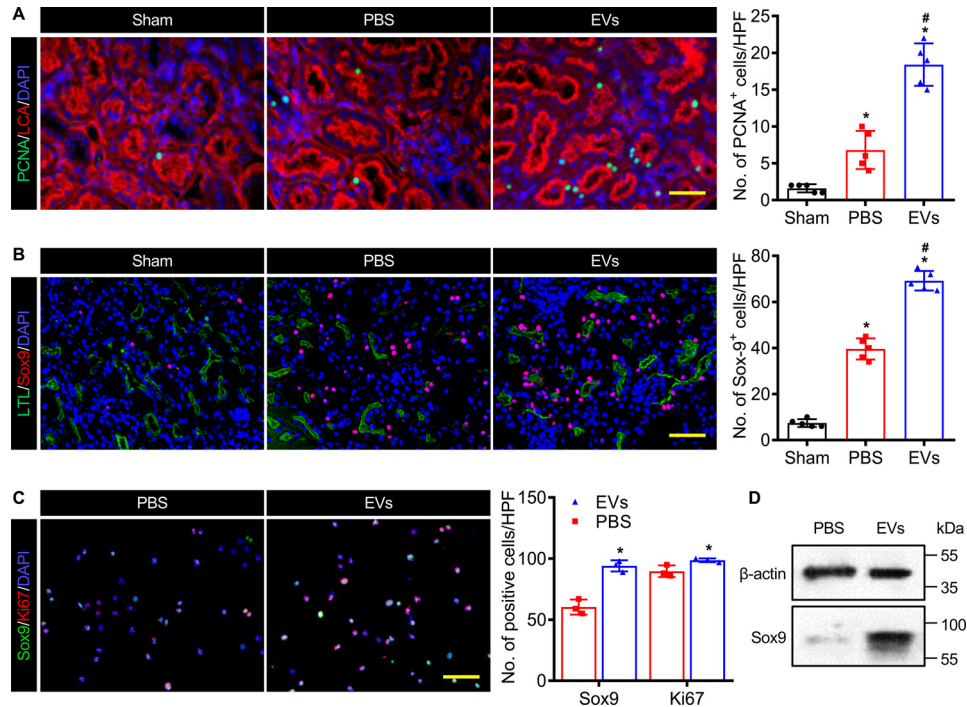 A
Sham
PBS
EVs
PCNA/LCA/DAPI
No. of PCNA+ cells/HPF
25
20
15
10
5
0
*
#
*
Sham
PBS
EVs
B
Sham
PBS
EVs
LTL/Sox9/DAPI
No. of Sox-9+ cells/HPF
80
60
40
20
0
*
#
*
Sham
PBS
EVs
C
PBS
EVs
Sox9/Ki67/DAPI
No. of positive cells/HPF
150
100
50
0
EVs
PBS
*
*
Sox9
Ki67
D
PBS
EVs
kDa
β-actin
55
35
Sox9
100
55